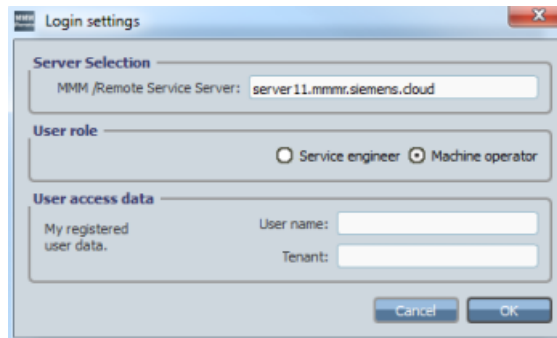 Login settings
Server Selection
MMM /Remote Service Server: server11.mmmr.siemens.cloud
User role
Service engineer Machine operator
User access data
My registered
user data.
User name:
Tenant:
Cancel OK